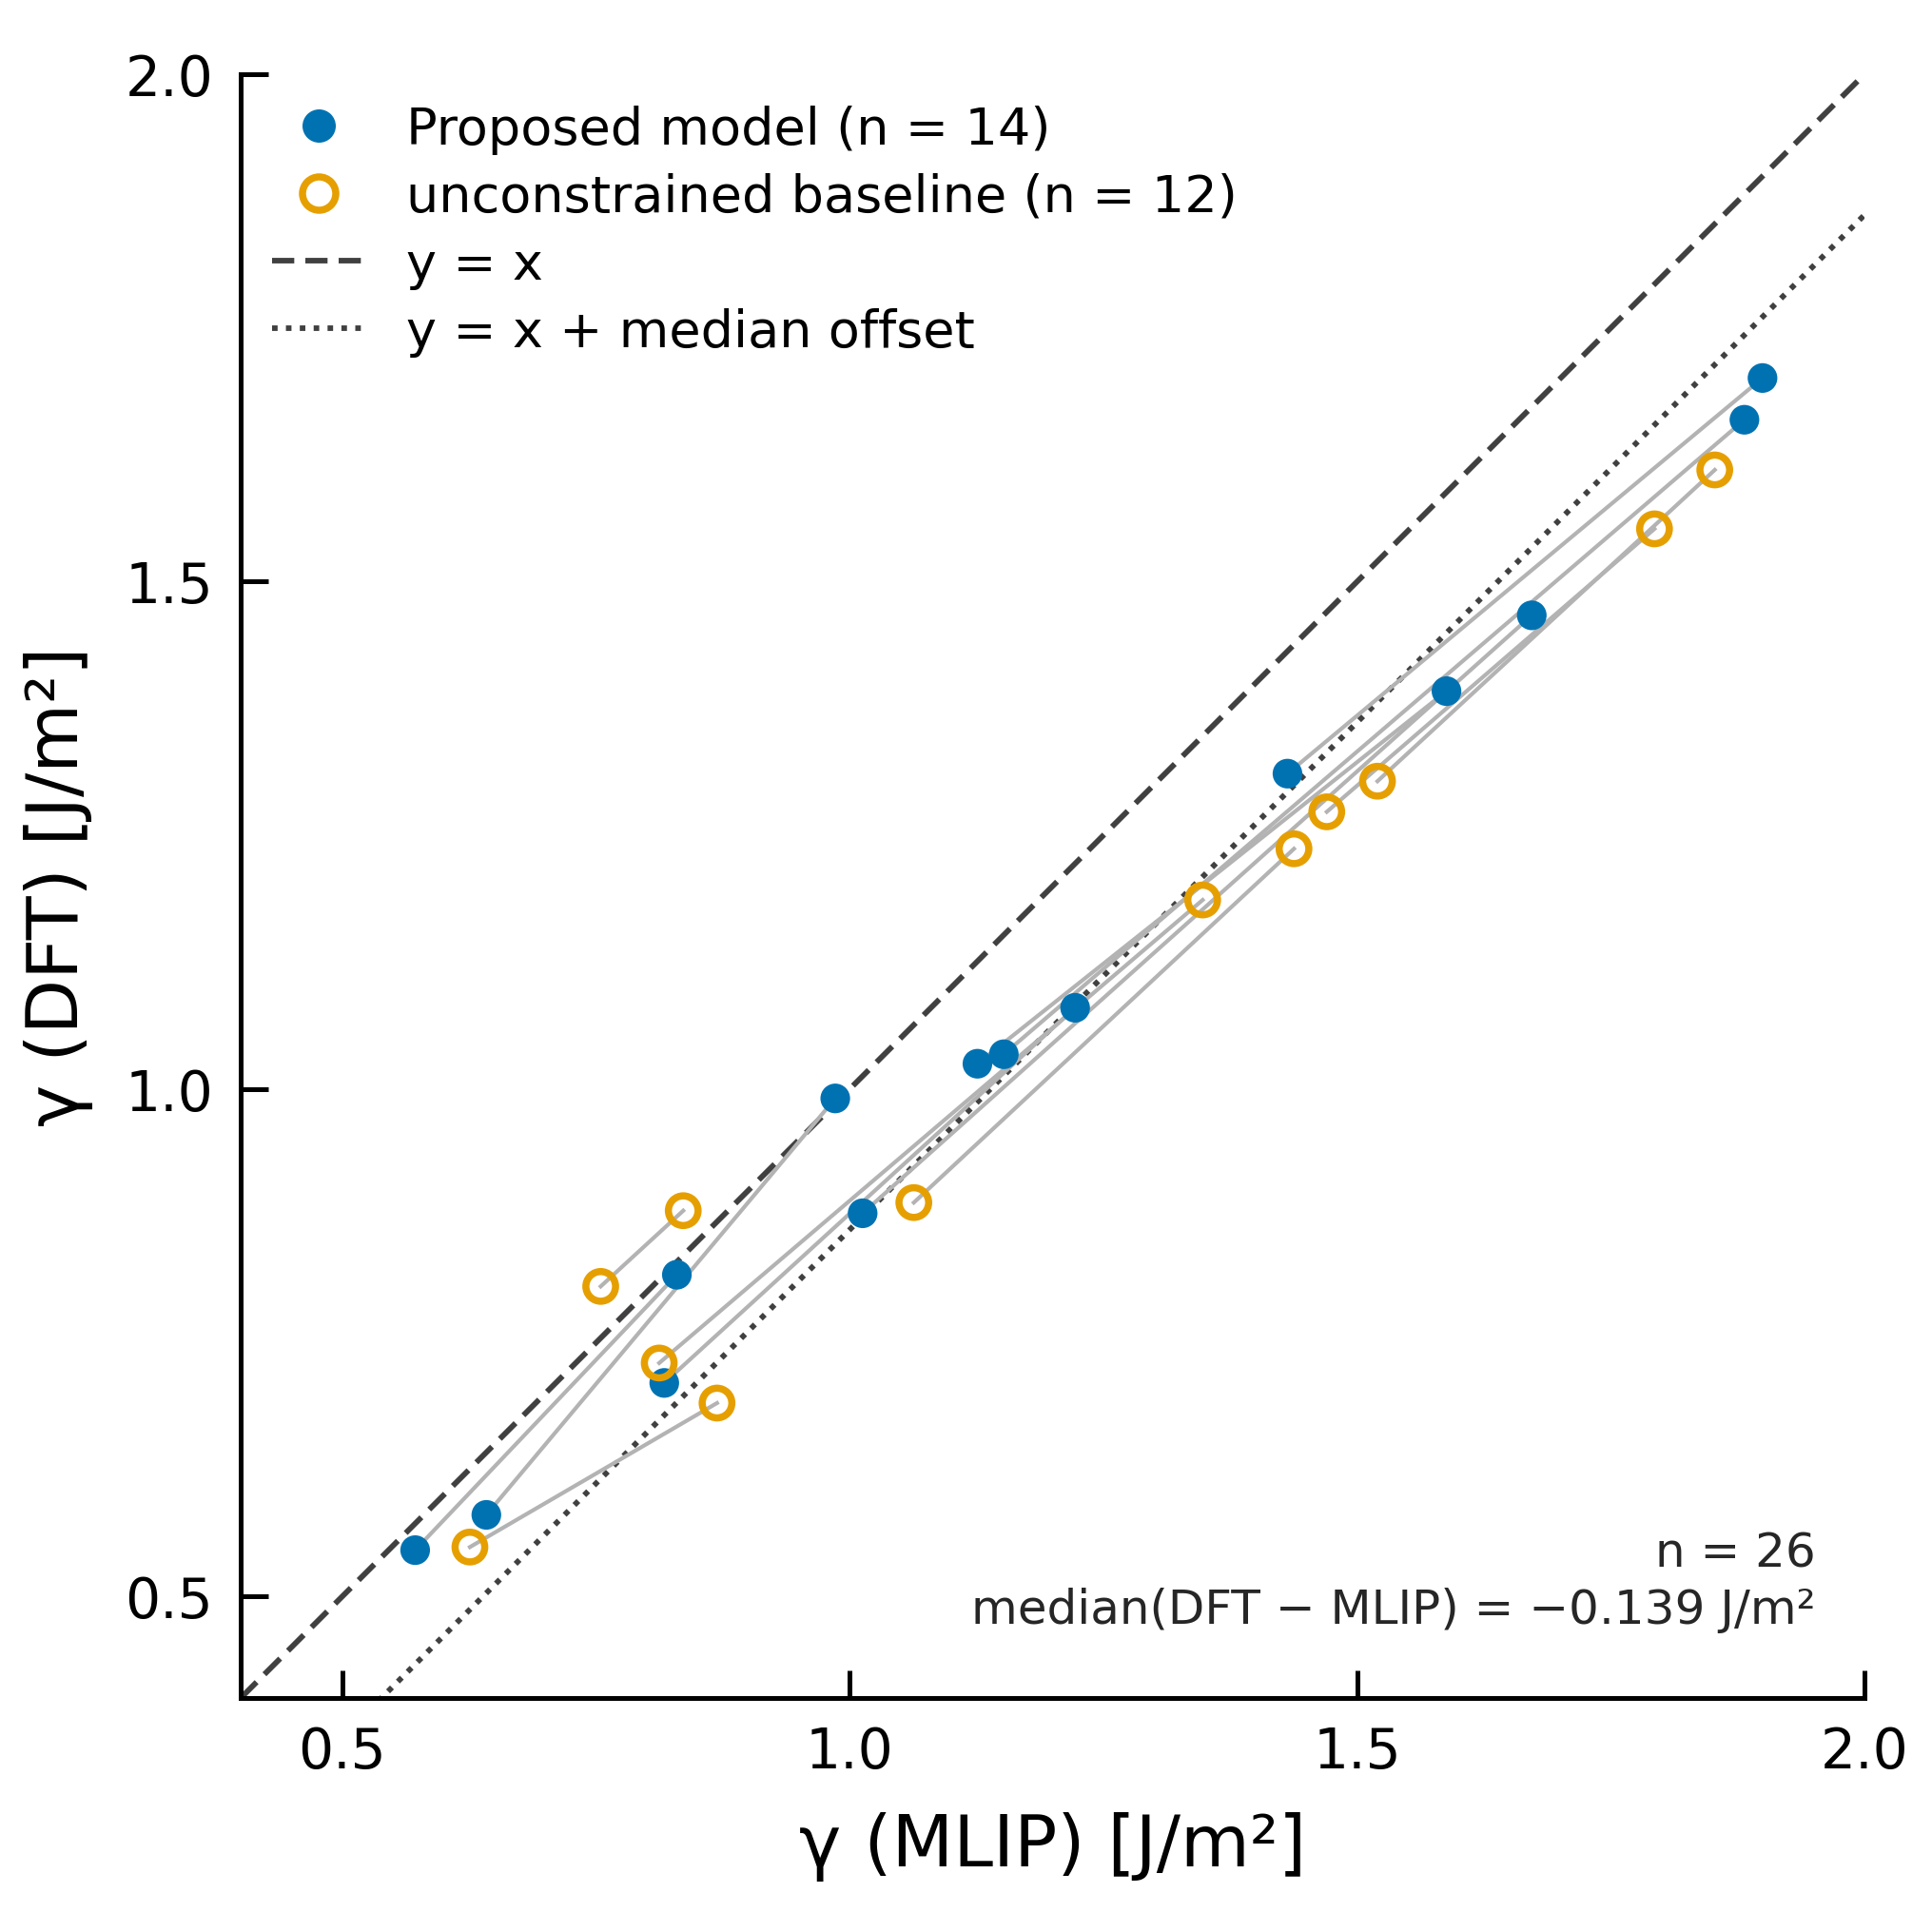 2.0
Proposed model (n = 14)
unconstrained baseline (n = 12)
y = x
y = x + median offset
1.5
γ (DFT) [J/m²]
1.0
n = 26
0.5
median(DFT − MLIP) = −0.139 J/m²
0.5 1.0 1.5 2.0
γ (MLIP) [J/m²]